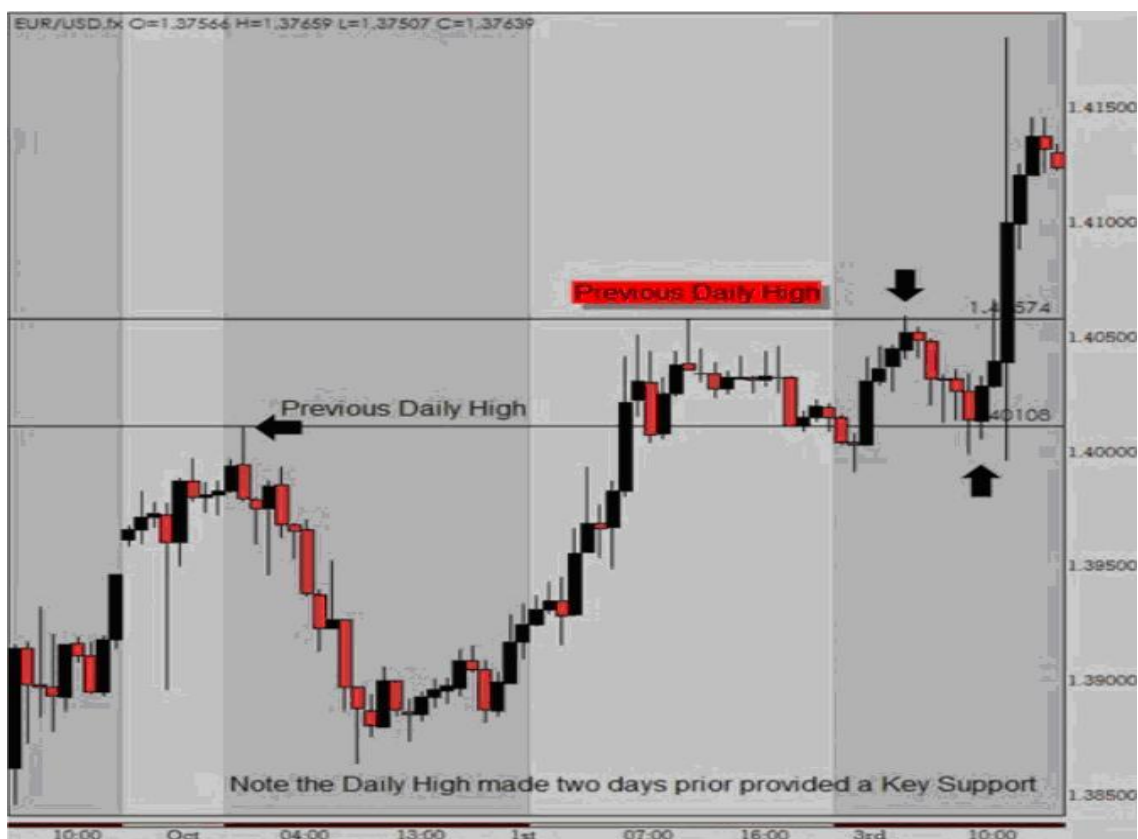 EUR/USD.fx O=1.37566 H=1.37659 L=1.37507 C=1.37639
1.41500
1.41000
Previous Daily High
1.40574
1.40500
Previous Daily High
1.40108
1.40000
1.39500
1.39000
Note the Daily High made two days prior provided a Key Support
1.38500
10:00 Oct 04:00 13:00 1st 07:00 16:00 3rd 10:00